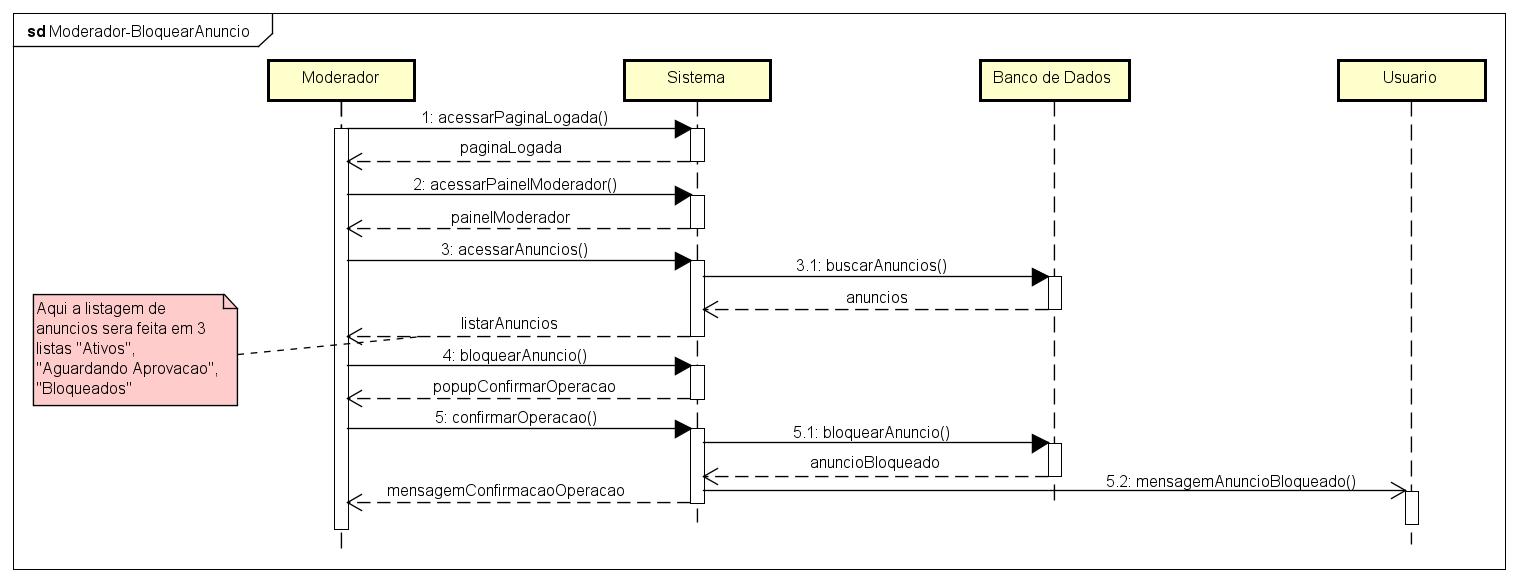 sd Moderador-BloquearAnuncio
Moderador
Sistema
Banco de Dados
Usuario
1: acessarPaginaLogada()
paginaLogada
2: acessarPainelModerador()
painelModerador
3: acessarAnuncios()
3.1: buscarAnuncios()
anuncios
listarAnuncios
Aqui a listagem de
anuncios sera feita em 3
listas "Ativos",
"Aguardando Aprovacao",
"Bloqueados"
4: bloquearAnuncio()
popupConfirmarOperacao
5: confirmarOperacao()
5.1: bloquearAnuncio()
anuncioBloqueado
5.2: mensagemAnuncioBloqueado()
mensagemConfirmacaoOperacao